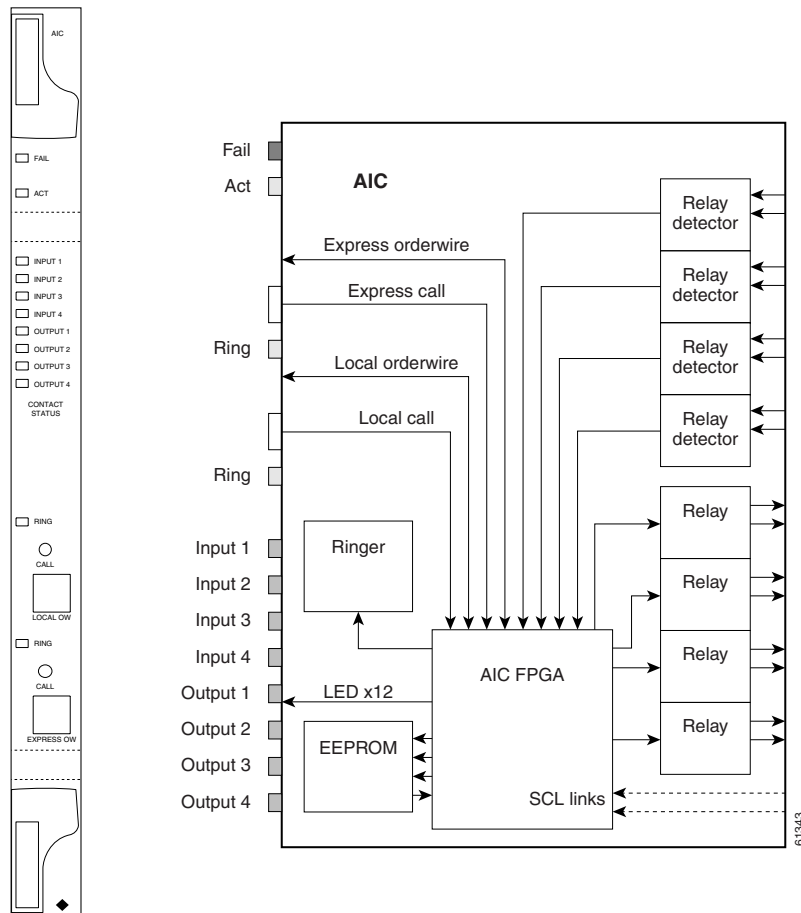 AIC
FAIL
ACT
INPUT 1
INPUT 2
INPUT 3
INPUT 4
OUTPUT 1
OUTPUT 2
OUTPUT 3
OUTPUT 4
CONTACT
STATUS
RING
CALL
LOCAL OW
RING
CALL
EXPRESS OW
Fail
Act
Ring
Ring
Input 1
Input 2
Input 3
Input 4
Output 1
Output 2
Output 3
Output 4
AIC
Express orderwire
Express call
Local orderwire
Local call
Ringer
LED x12
EEPROM
AIC FPGA
SCL links
Relay
detector
Relay
detector
Relay
detector
Relay
detector
Relay
Relay
Relay
Relay
61343